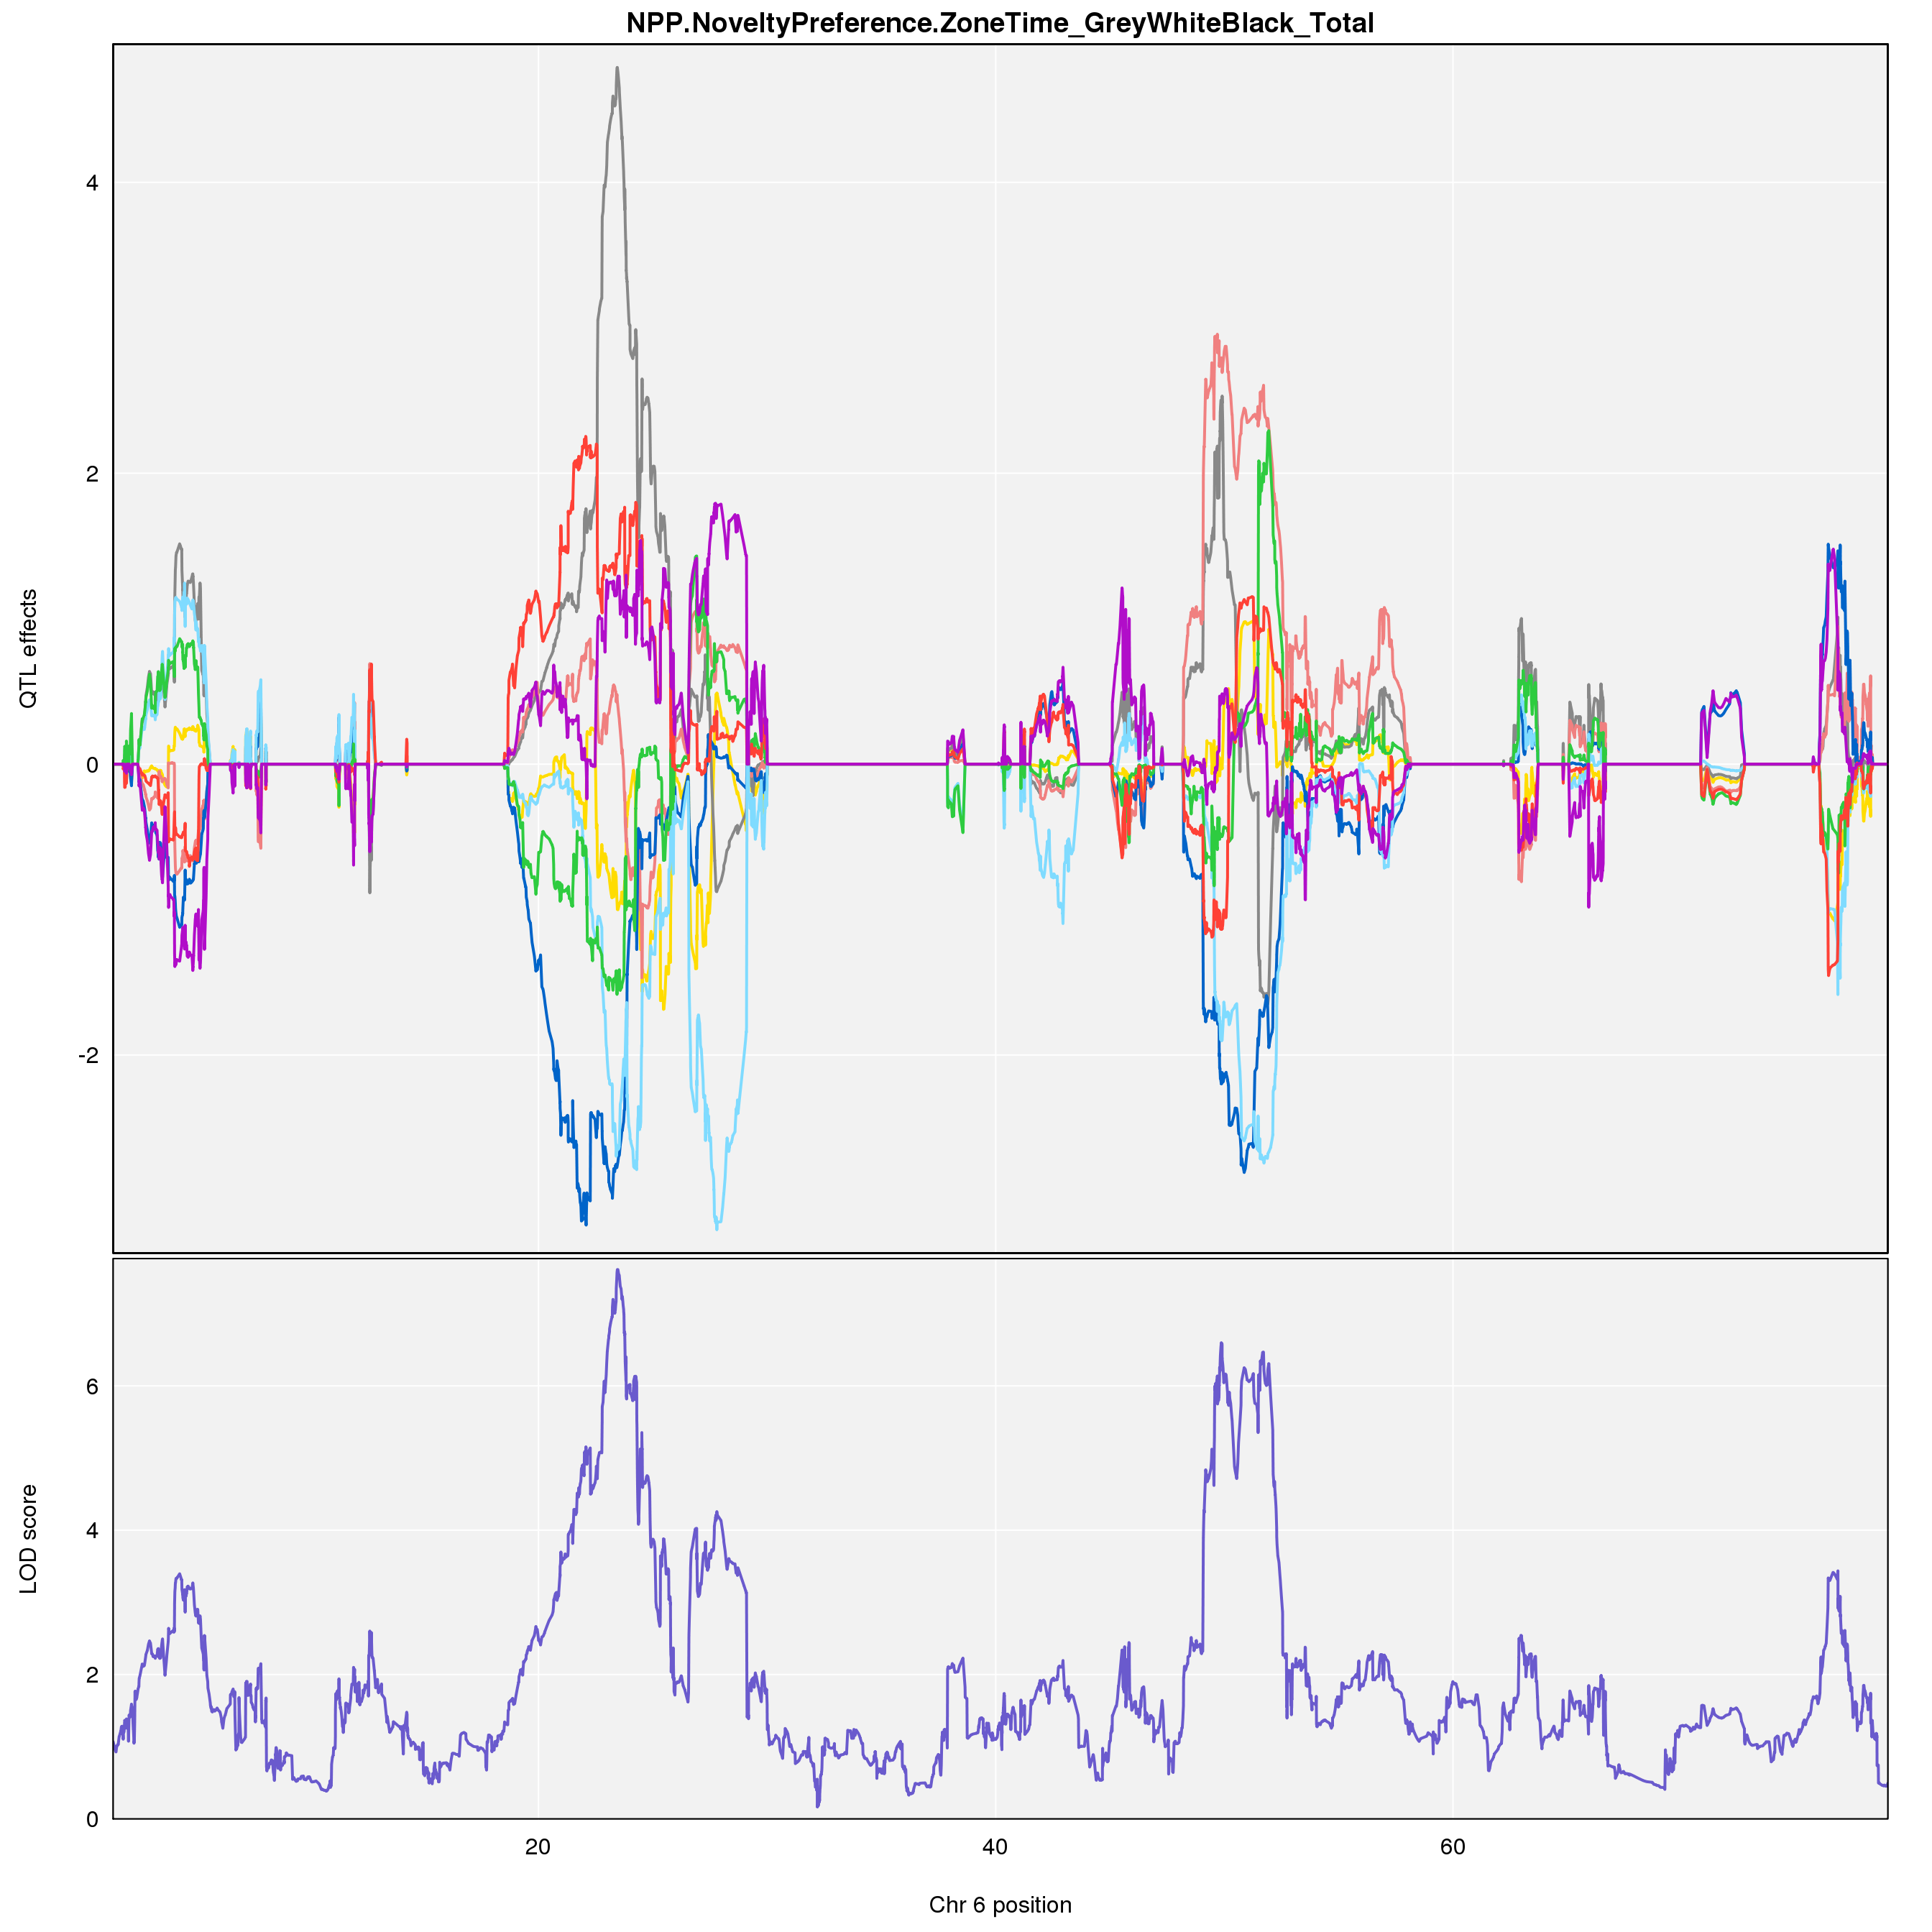 NPP.NoveltyPreference.ZoneTime_GreyWhiteBlack_Total
QTL effects
4
2
0
-2
LOD score
6
4
2
0
20 40 60
Chr 6 position